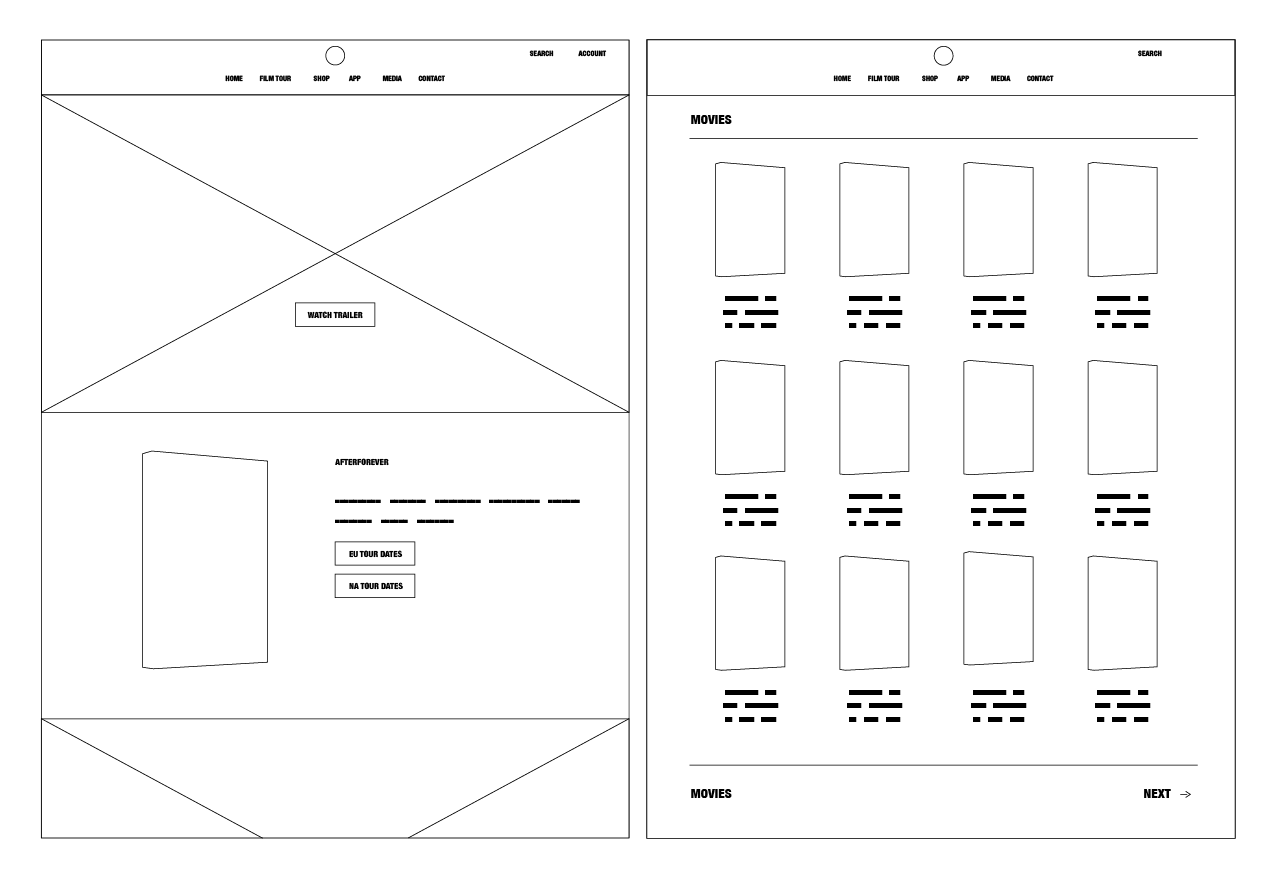 SEARCH ACCOUNT
HOME FILM TOUR SHOP APP MEDIA CONTACT
WATCH TRAILER
AFTERFOREVER
EU TOUR DATES
NA TOUR DATES
SEARCH
HOME FILM TOUR SHOP APP MEDIA CONTACT
MOVIES
MOVIES NEXT →